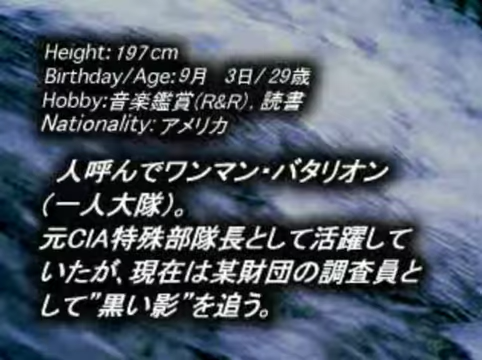 Height: 197cm
Birthday/Age: 9月 3日/29歳
Hobby:音楽鑑賞(R&R), 読書
Nationality: アメリカ
人呼んでワンマン・バタリオン
(一人大隊)。
元CIA特殊部隊長として活躍して
いたが、現在は某財団の調査員と
して"黒い影"を追う。